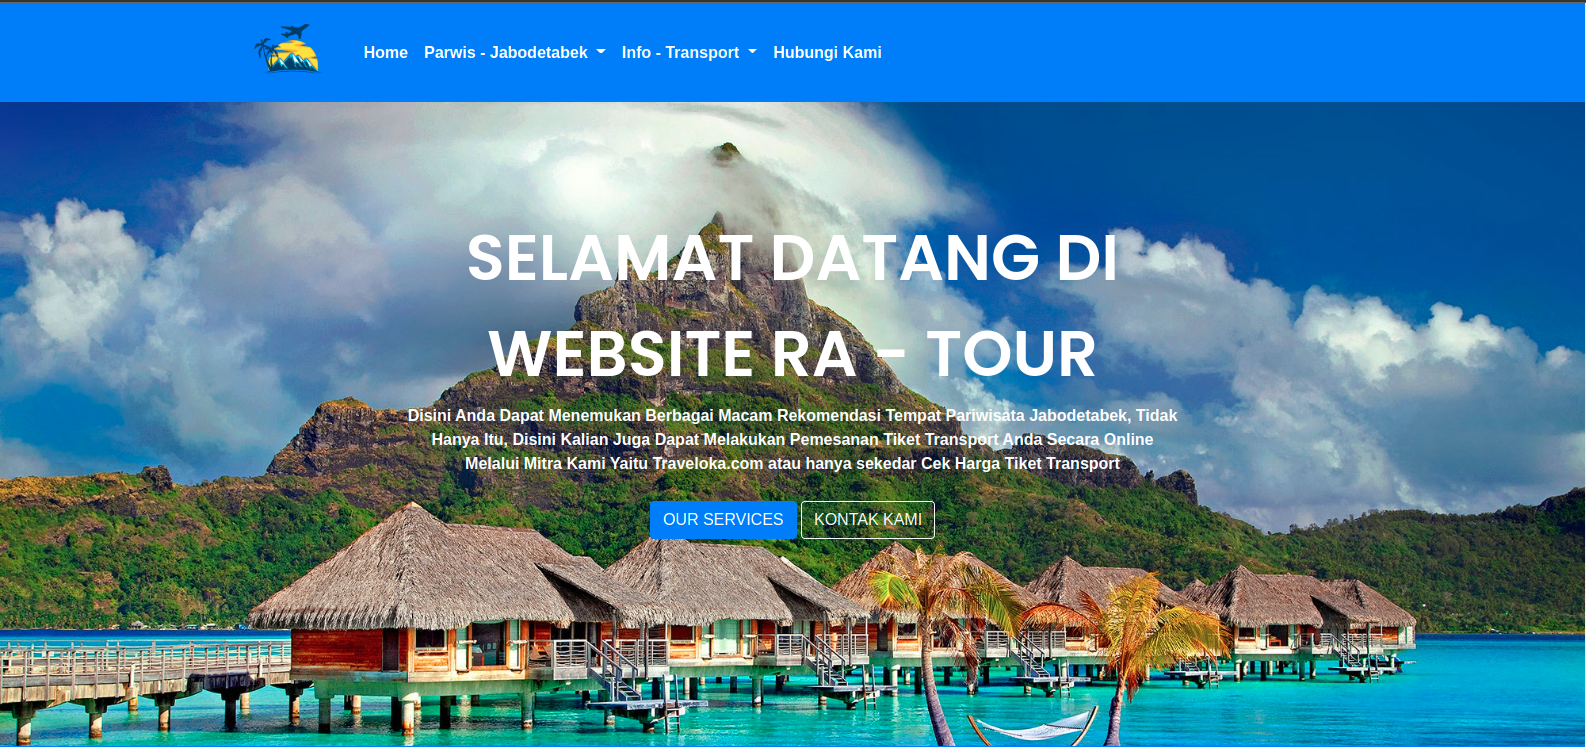 Home Parwis - Jabodetabek Info - Transport Hubungi Kami
SELAMAT DATANG DI
WEBSITE RA - TOUR
Disini Anda Dapat Menemukan Berbagai Macam Rekomendasi Tempat Pariwisata Jabodetabek, Tidak
Hanya Itu, Disini Kalian Juga Dapat Melakukan Pemesanan Tiket Transport Anda Secara Online
Melalui Mitra Kami Yaitu Traveloka.com atau hanya sekedar Cek Harga Tiket Transport
OUR SERVICES KONTAK KAMI